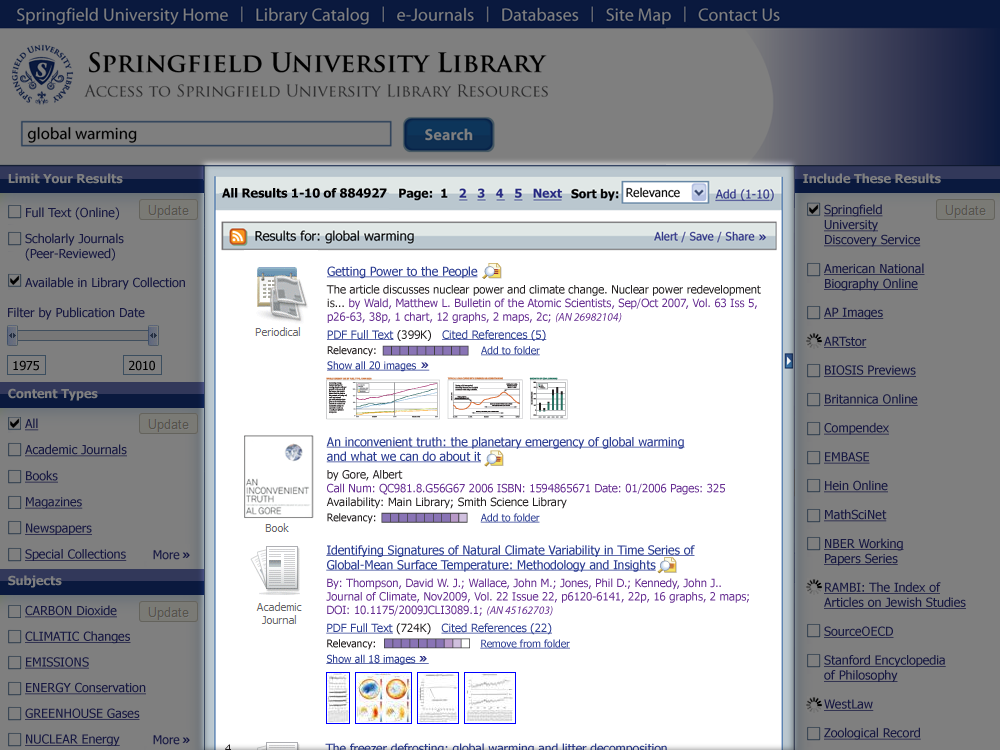 Springfield University Home | Library Catalog | e-Journals | Databases | Site Map | Contact Us
SPRINGFIELD UNIVERSITY LIBRARY
ACCESS TO SPRINGFIELD UNIVERSITY LIBRARY RESOURCES
global warming
Search
Limit Your Results
Full Text (Online)
Update
Scholarly Journals
(Peer-Reviewed)
Available in Library Collection
Filter by Publication Date
1975
2010
Content Types
All
Update
Academic Journals
Books
Magazines
Newspapers
Special Collections
More »
Subjects
CARBON Dioxide
Update
CLIMATIC Changes
EMISSIONS
ENERGY Conservation
GREENHOUSE Gases
NUCLEAR Energy
More »
All Results 1-10 of 884927 Page: 1 2 3 4 5 Next Sort by: Relevance Add (1-10)
Results for: global warming
Alert / Save / Share »
Periodical
Getting Power to the People
The article discusses nuclear power and climate change. Nuclear power redevelopment
is... by Wald, Matthew L. Bulletin of the Atomic Scientists, Sep/Oct 2007, Vol. 63 Iss 5,
p26-63, 38p, 1 chart, 12 graphs, 2 maps, 2c; (AN 26982104)
PDF Full Text (399K) Cited References (5)
Relevancy: Add to folder
Show all 20 images »
AN
INCONVENIENT
TRUTH
AL GORE
Book
An inconvenient truth: the planetary emergency of global warming
and what we can do about it
by Gore, Albert
Call Num: QC981.8.G56G67 2006 ISBN: 1594865671 Date: 01/2006 Pages: 325
Availability: Main Library; Smith Science Library
Relevancy: Add to folder
Academic
Journal
Identifying Signatures of Natural Climate Variability in Time Series of
Global-Mean Surface Temperature: Methodology and Insights
By: Thompson, David W. J.; Wallace, John M.; Jones, Phil D.; Kennedy, John J..
Journal of Climate, Nov2009, Vol. 22 Issue 22, p6120-6141, 22p, 16 graphs, 2 maps;
DOI: 10.1175/2009JCLI3089.1; (AN 45162703)
PDF Full Text (724K) Cited References (22)
Relevancy: Remove from folder
Show all 18 images »
4
The freezer defrosting: global warming and litter decomposition
Include These Results
Springfield
University
Discovery Service
Update
American National
Biography Online
AP Images
ARTstor
BIOSIS Previews
Britannica Online
Compendex
EMBASE
Hein Online
MathSciNet
NBER Working
Papers Series
RAMBI: The Index of
Articles on Jewish Studies
SourceOECD
Stanford Encyclopedia
of Philosophy
WestLaw
Zoological Record